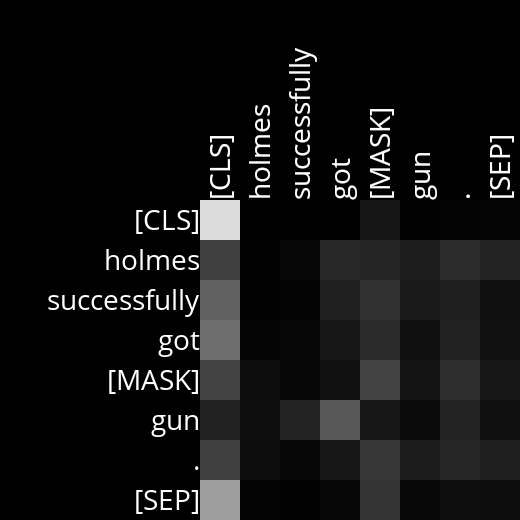 [CLS]
holmes
successfully
got
[MASK]
gun
.
[SEP]
[CLS]
holmes
successfully
got
[MASK]
gun
.
[SEP]